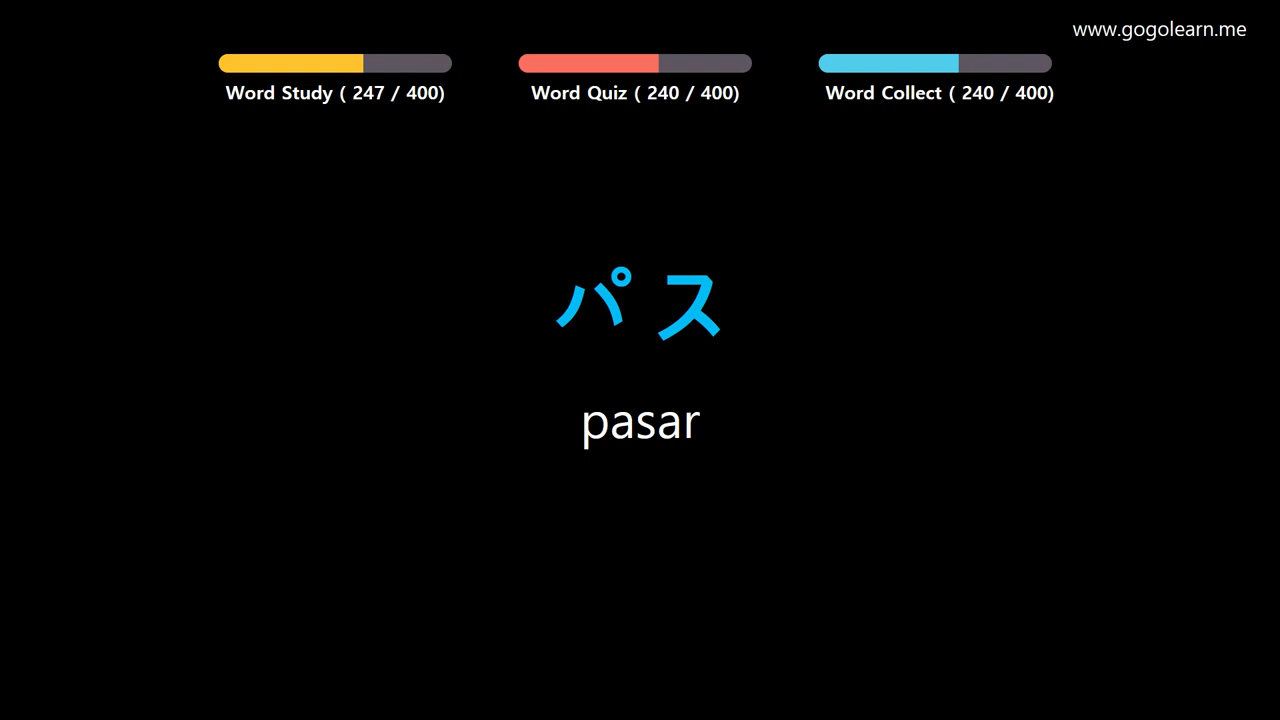 www.gogolearn.me
Word Study ( 247 / 400)
Word Quiz ( 240 / 400)
Word Collect ( 240 / 400)
パス
pasar